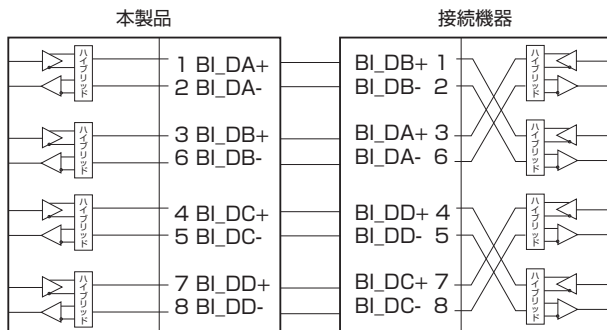 本製品
接続機器
ハイブリッド
1 BI_DA+
2 BI_DA-
BI_DB+ 1
BI_DB- 2
ハイブリッド
ハイブリッド
3 BI_DB+
6 BI_DB-
BI_DA+ 3
BI_DA- 6
ハイブリッド
ハイブリッド
4 BI_DC+
5 BI_DC-
BI_DD+ 4
BI_DD- 5
ハイブリッド
ハイブリッド
7 BI_DD+
8 BI_DD-
BI_DC+ 7
BI_DC- 8
ハイブリッド